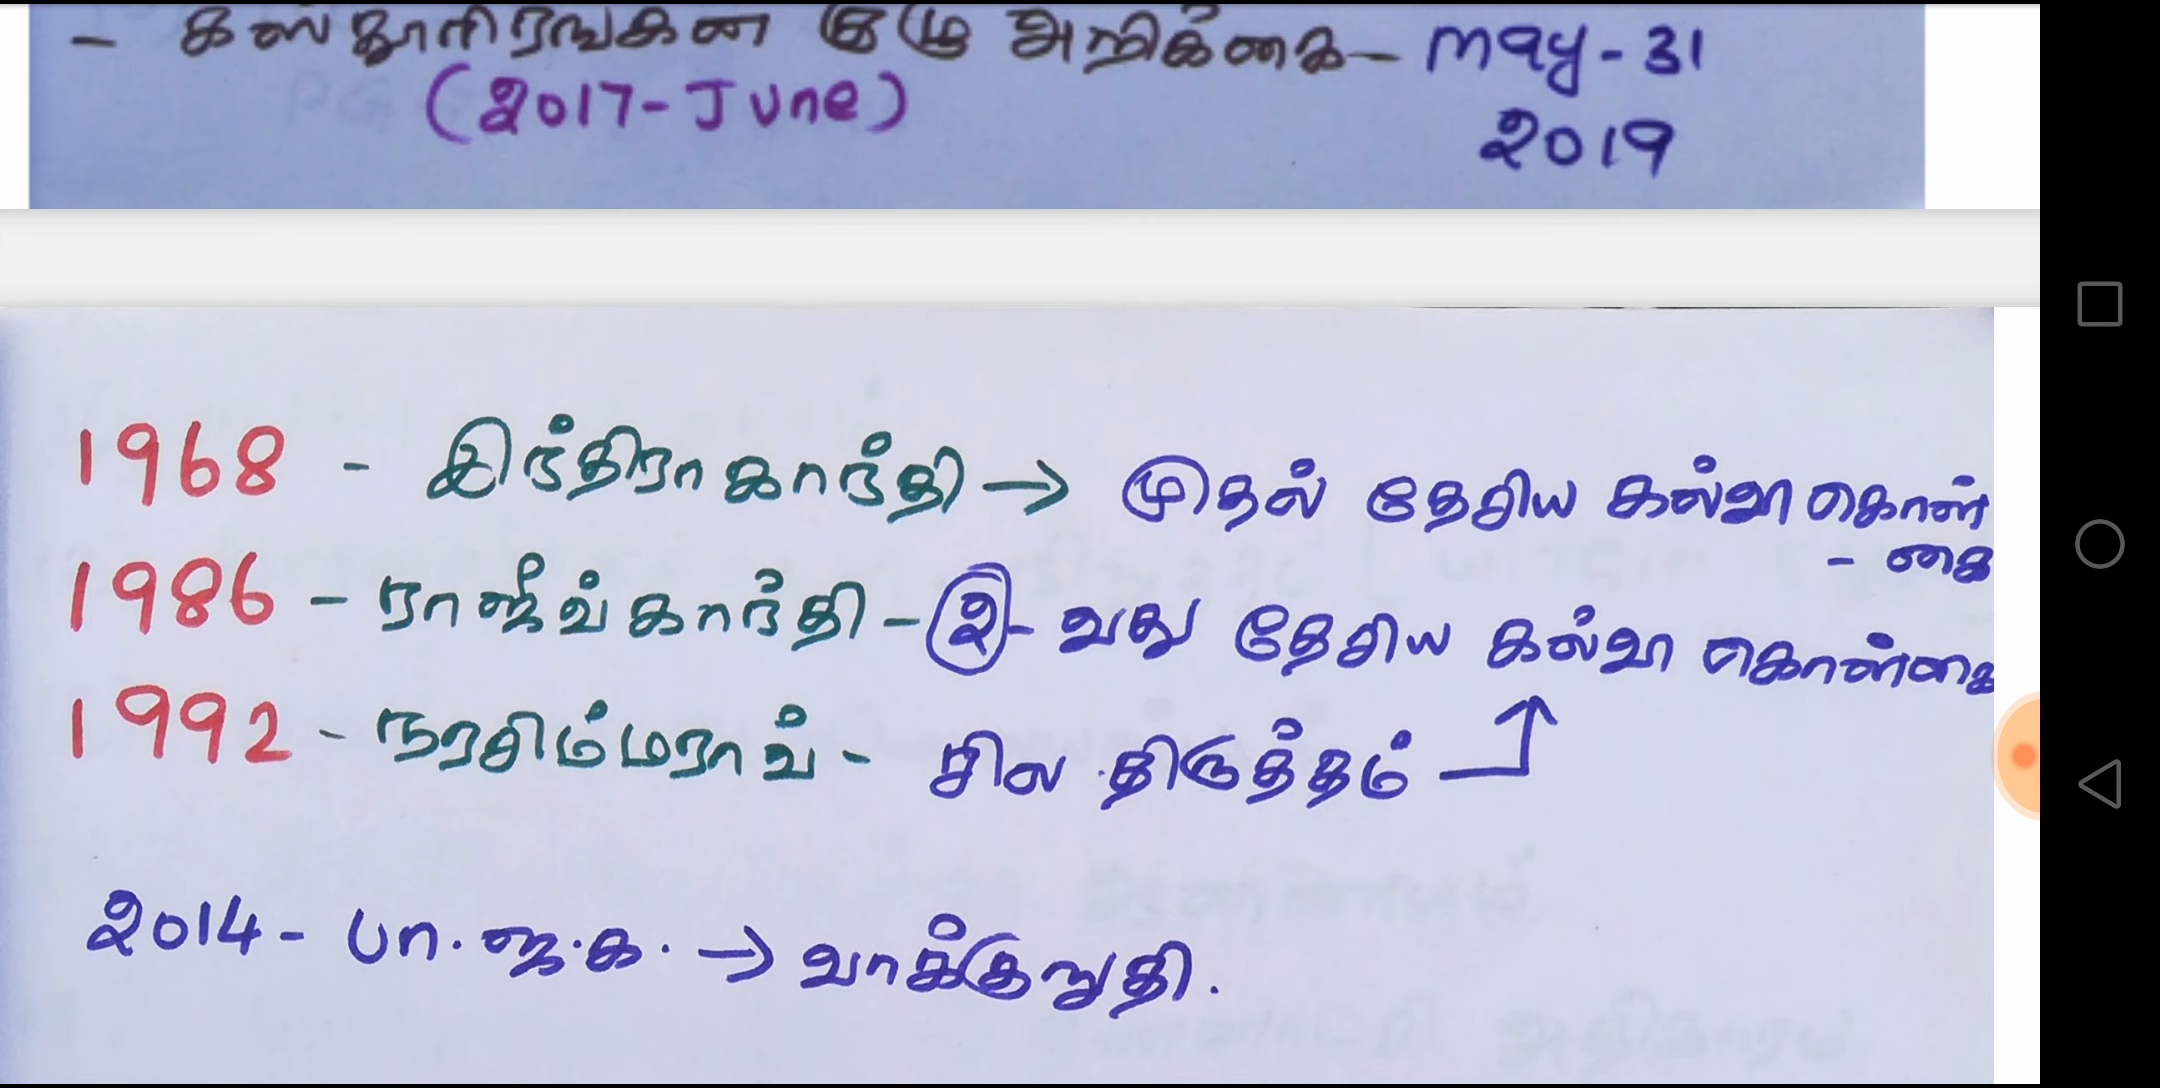 - கஸ்தூரிரங்கன் குழு அறிக்கை - may - 31
(2017 - June) 2019
1968 - இந்திரா காந்தி → முதல் தேசிய கல்வி கொள்
- கை
1986 - ராஜீவ் காந்தி - 2 - வது தேசிய கல்வி கொள்கை
1992 - நரசிம்மராவ் - சில திருத்தம்
2014 - பா.ஜ.க. → வாக்குறுதி.